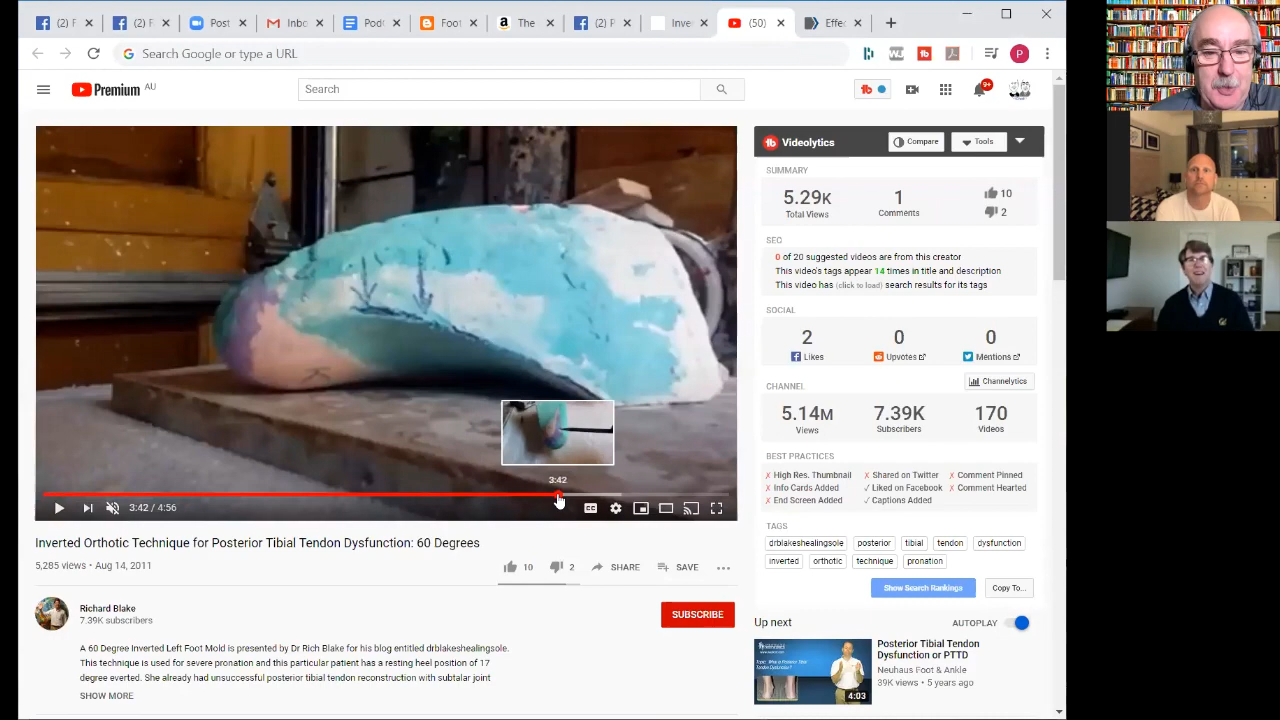 (2) F
(2) F
Post
Inbo
Podc
Foro
The
(2) P
Inve
(50)
Effe
Search Google or type a URL
P
Premium AU
Search
9+
3:42
3:42 / 4:56
Inverted Orthotic Technique for Posterior Tibial Tendon Dysfunction: 60 Degrees
5,285 views • Aug 14, 2011
10
2
SHARE
SAVE
Richard Blake
7.39K subscribers
SUBSCRIBE
A 60 Degree Inverted Left Foot Mold is presented by Dr Rich Blake for his blog entitled drblakeshealingsole.
technique is used for severe pronation and this particular patient has a resting heel position of 17
everted. She already had unsuccessful posterior tibial tendon reconstruction with subtalar joint
SHOW MORE
Videolytics
Compare
Tools
SUMMARY
5.29K
Total Views
1
Comments
10
2
SEO
0 of 20 suggested videos are from this creator
This video's tags appear 14 times in title and description
This video has (click to load) search results for its tags
SOCIAL
2
Likes
0
Upvotes
0
Mentions
CHANNEL
Channelytics
5.14M
Views
7.39K
Subscribers
170
Videos
BEST PRACTICES
✗ High Res. Thumbnail
✗ Shared on Twitter
✗ Comment Pinned
✗ Info Cards Added
✓ Liked on Facebook
✗ Comment Hearted
✗ End Screen Added
✓ Captions Added
TAGS
drblakeshealingsole
posterior
tibial
tendon
dysfunction
inverted
orthotic
technique
pronation
Show Search Rankings
Copy To...
Up next
AUTOPLAY
Posterior Tibial Tendon
Dysfunction or PTTD
Neuhaus Foot & Ankle
39K views • 5 years ago
4:03